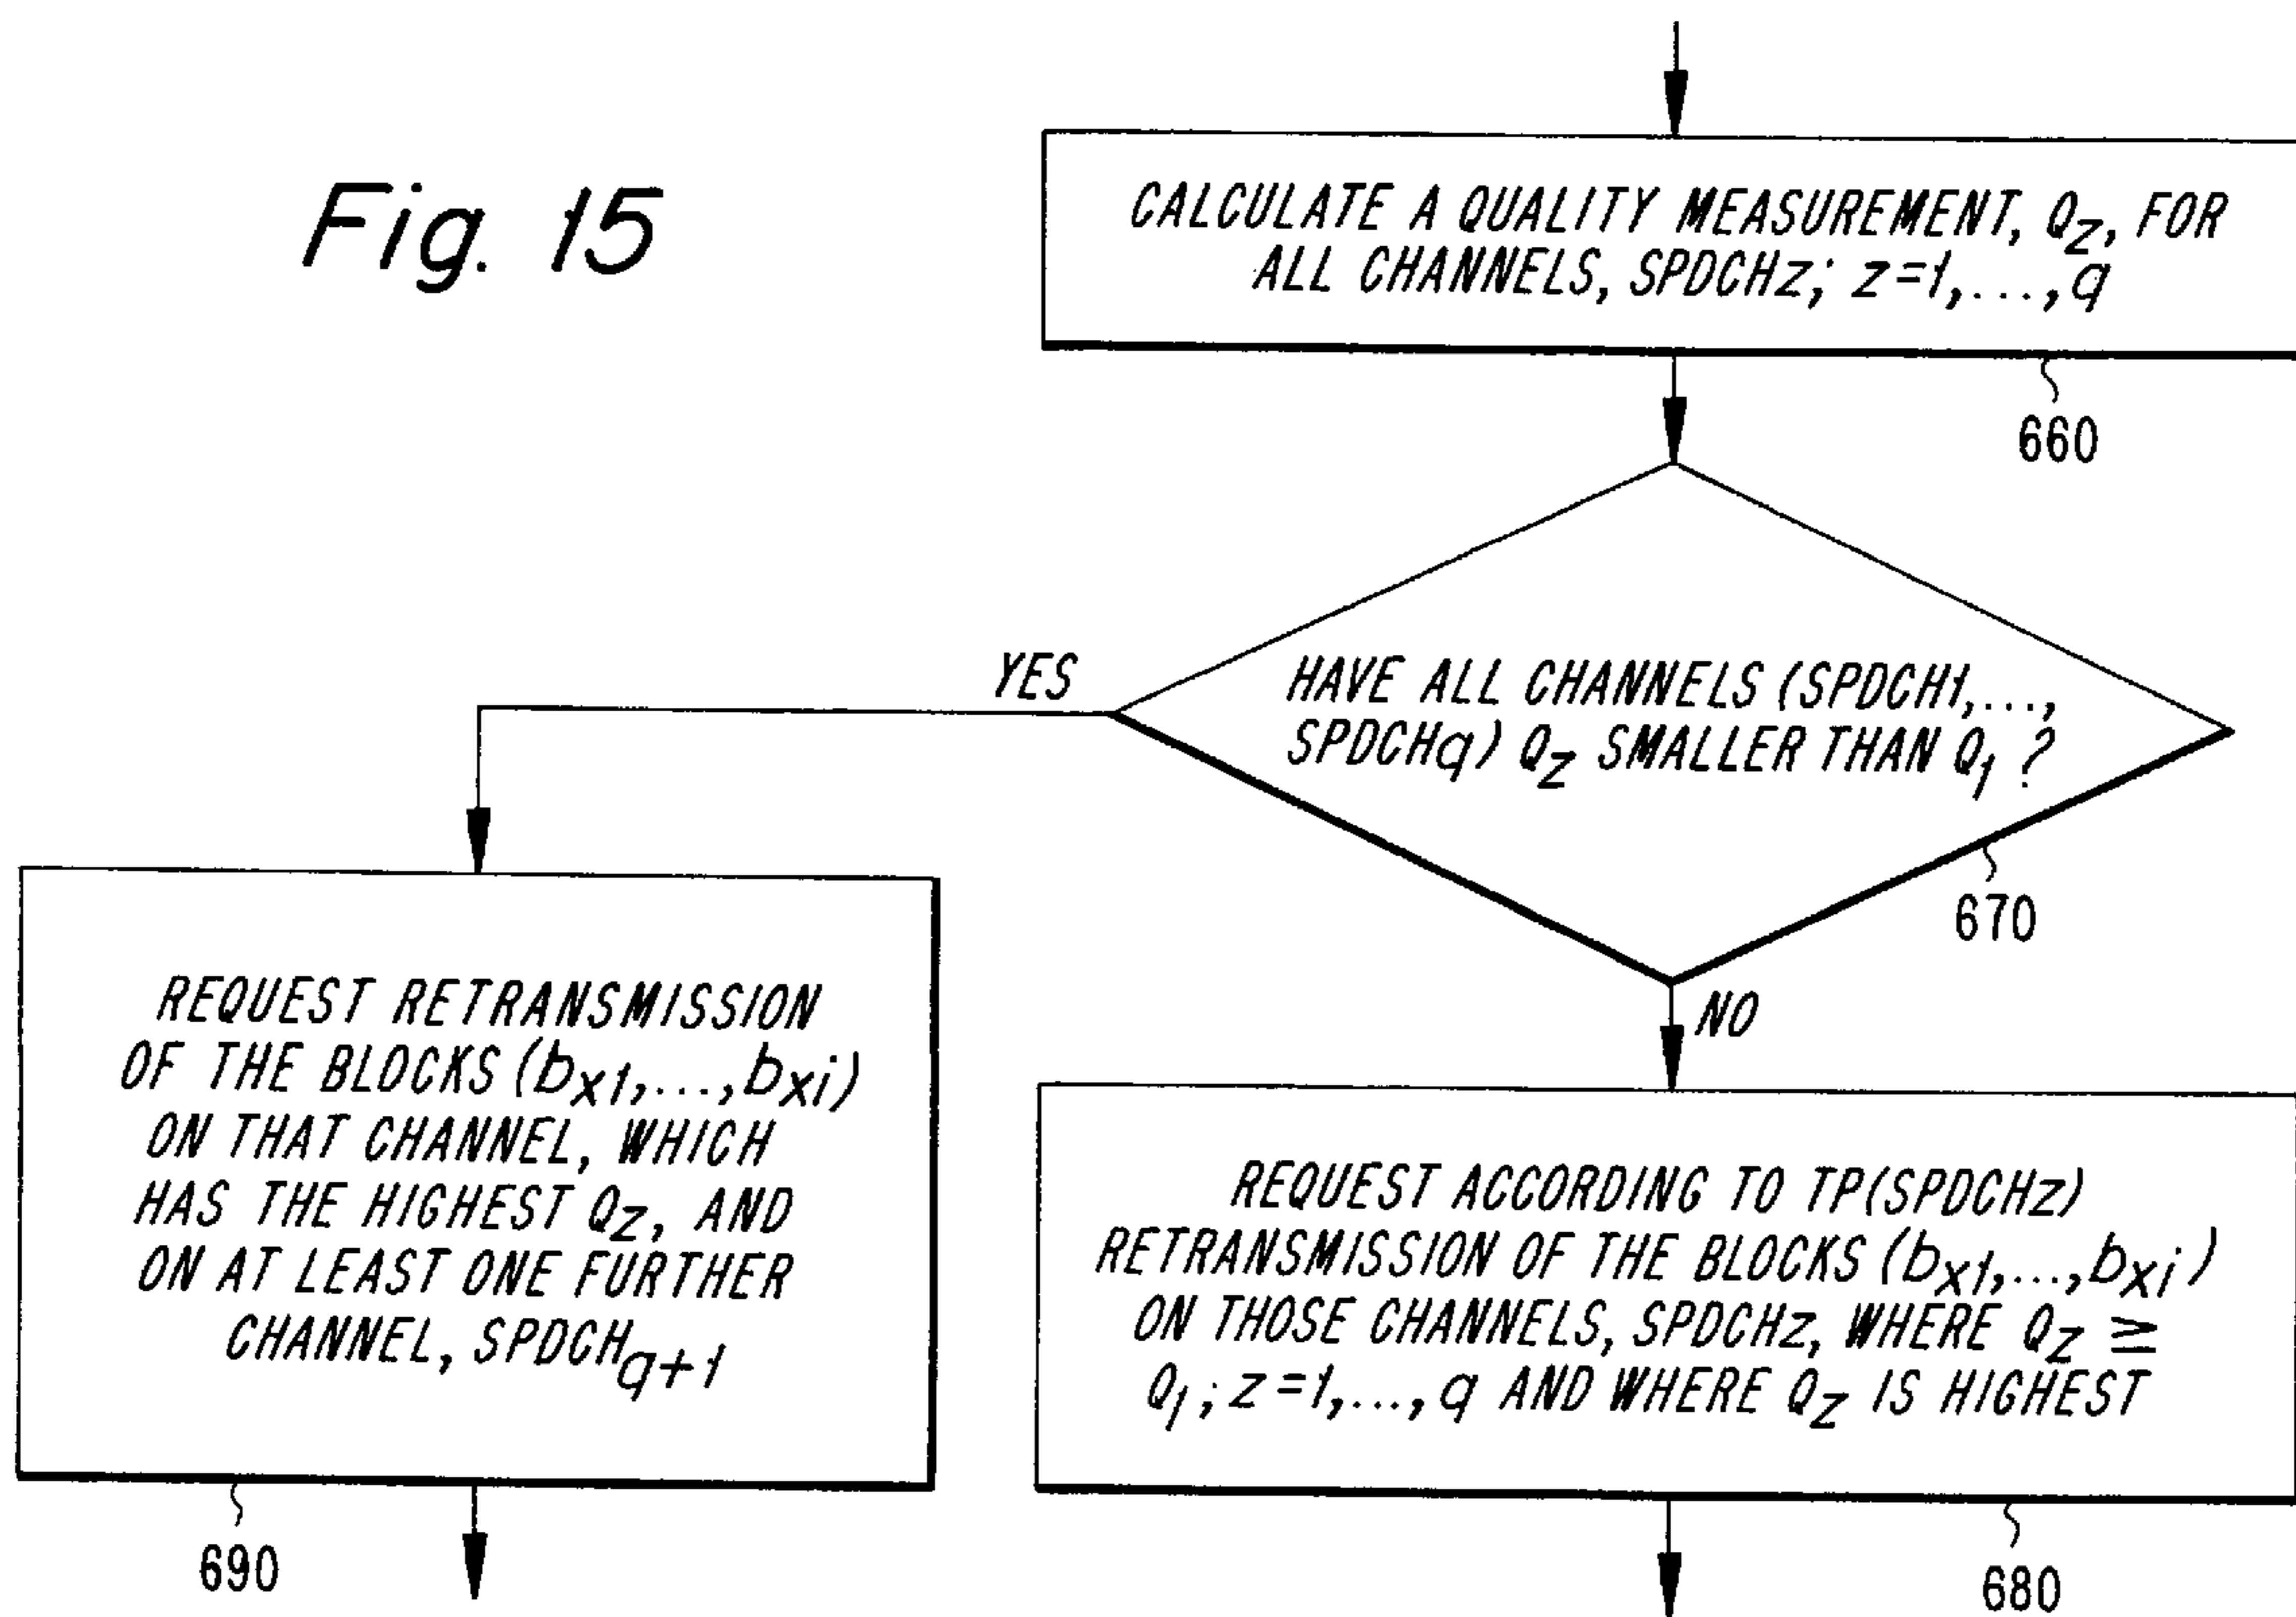 Fig. 15
CALCULATE A QUALITY MEASUREMENT, Qz, FOR
ALL CHANNELS, SPDCHz; z=1,...,q
660
HAVE ALL CHANNELS (SPDCH1,...,
SPDCHq) Qz SMALLER THAN Q1 ?
670
YES
NO
REQUEST RETRANSMISSION
OF THE BLOCKS (bx1,...,bxi)
ON THAT CHANNEL, WHICH
HAS THE HIGHEST Qz, AND
ON AT LEAST ONE FURTHER
CHANNEL, SPDCHq+1
690
REQUEST ACCORDING TO TP(SPDCHz)
RETRANSMISSION OF THE BLOCKS (bx1,...,bxi)
ON THOSE CHANNELS, SPDCHz, WHERE Qz ≧
Q1; z=1,...,q AND WHERE Qz IS HIGHEST
680